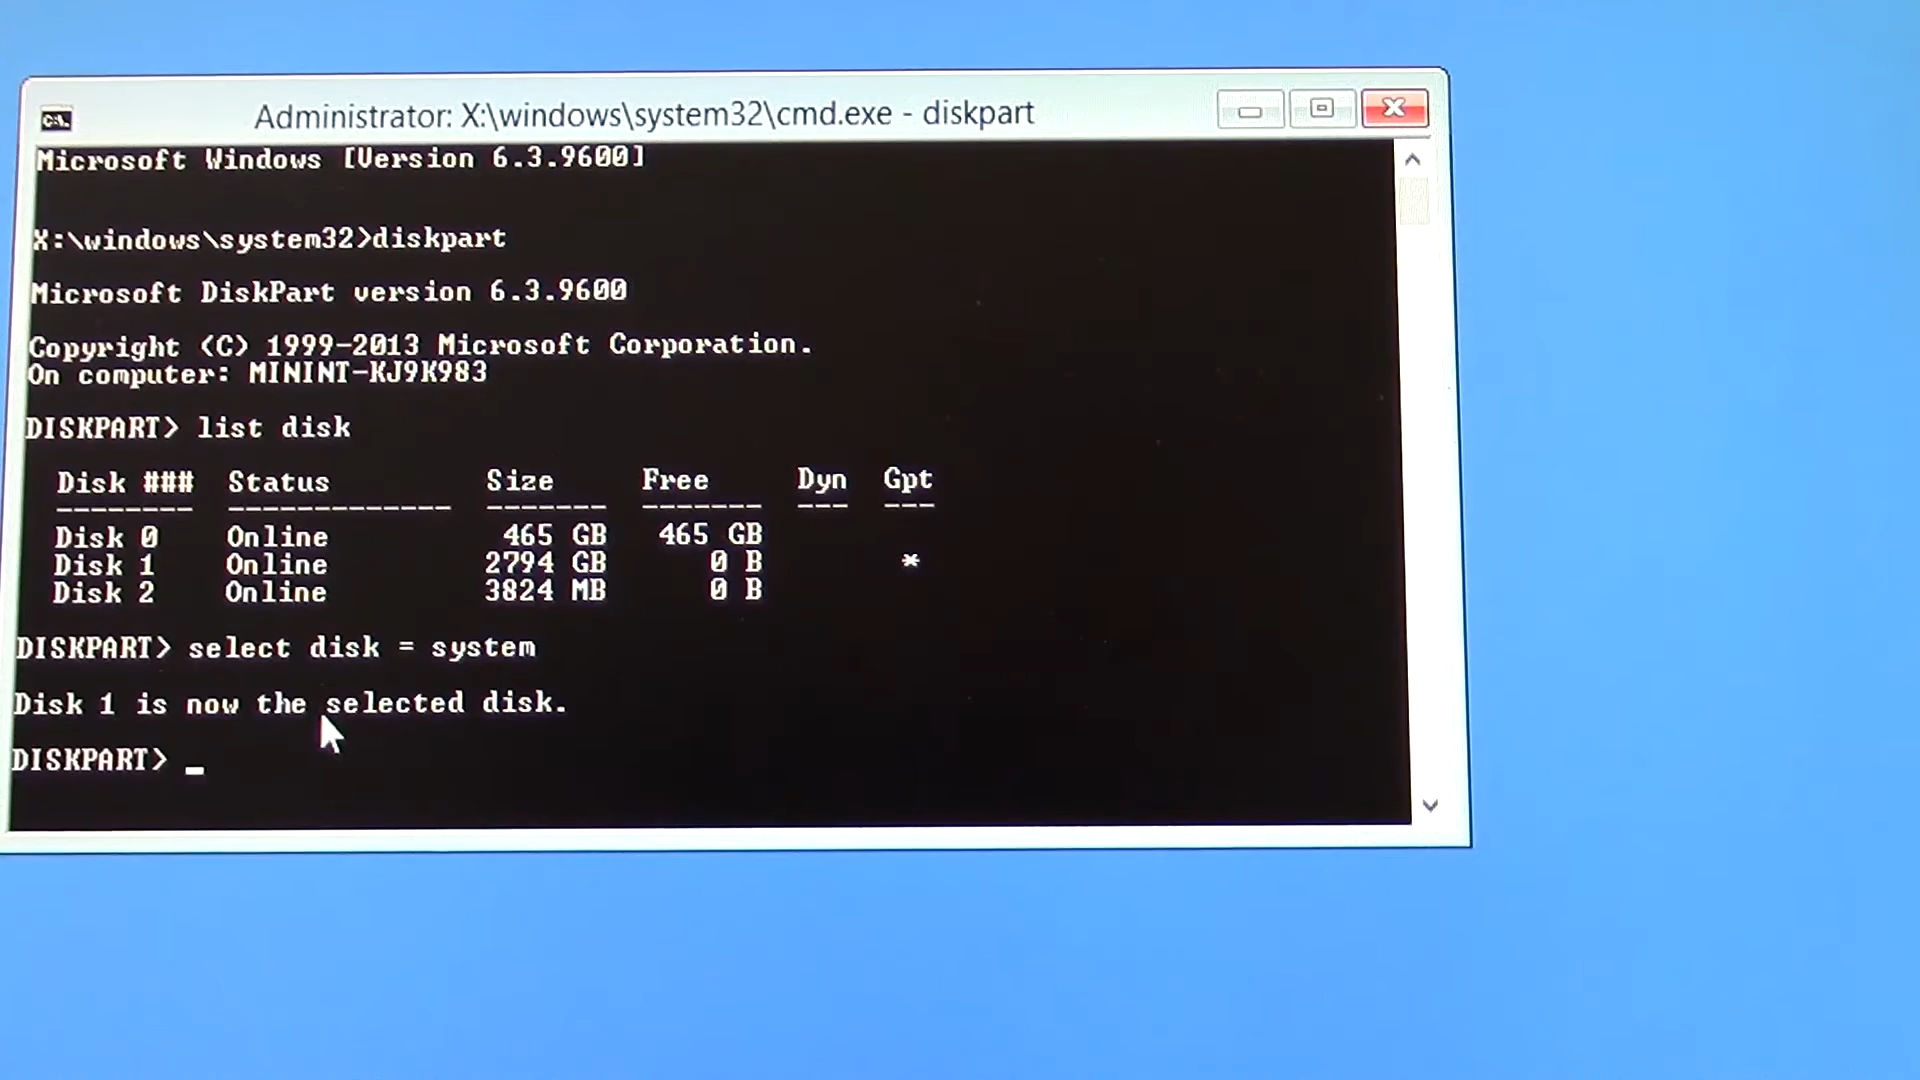 Administrator: X:\windows\system32\cmd.exe - diskpart
Microsoft Windows [Version 6.3.9600]
X:\windows\system32>diskpart
Microsoft DiskPart version 6.3.9600
Copyright (C) 1999-2013 Microsoft Corporation.
On computer: MININT-KJ9K983
DISKPART> list disk
Disk ### Status Size Free Dyn Gpt
-------- ------------- ------- ------- --- ---
Disk 0 Online 465 GB 465 GB
Disk 1 Online 2794 GB 0 B *
Disk 2 Online 3824 MB 0 B
DISKPART> select disk = system
Disk 1 is now the selected disk.
DISKPART> _